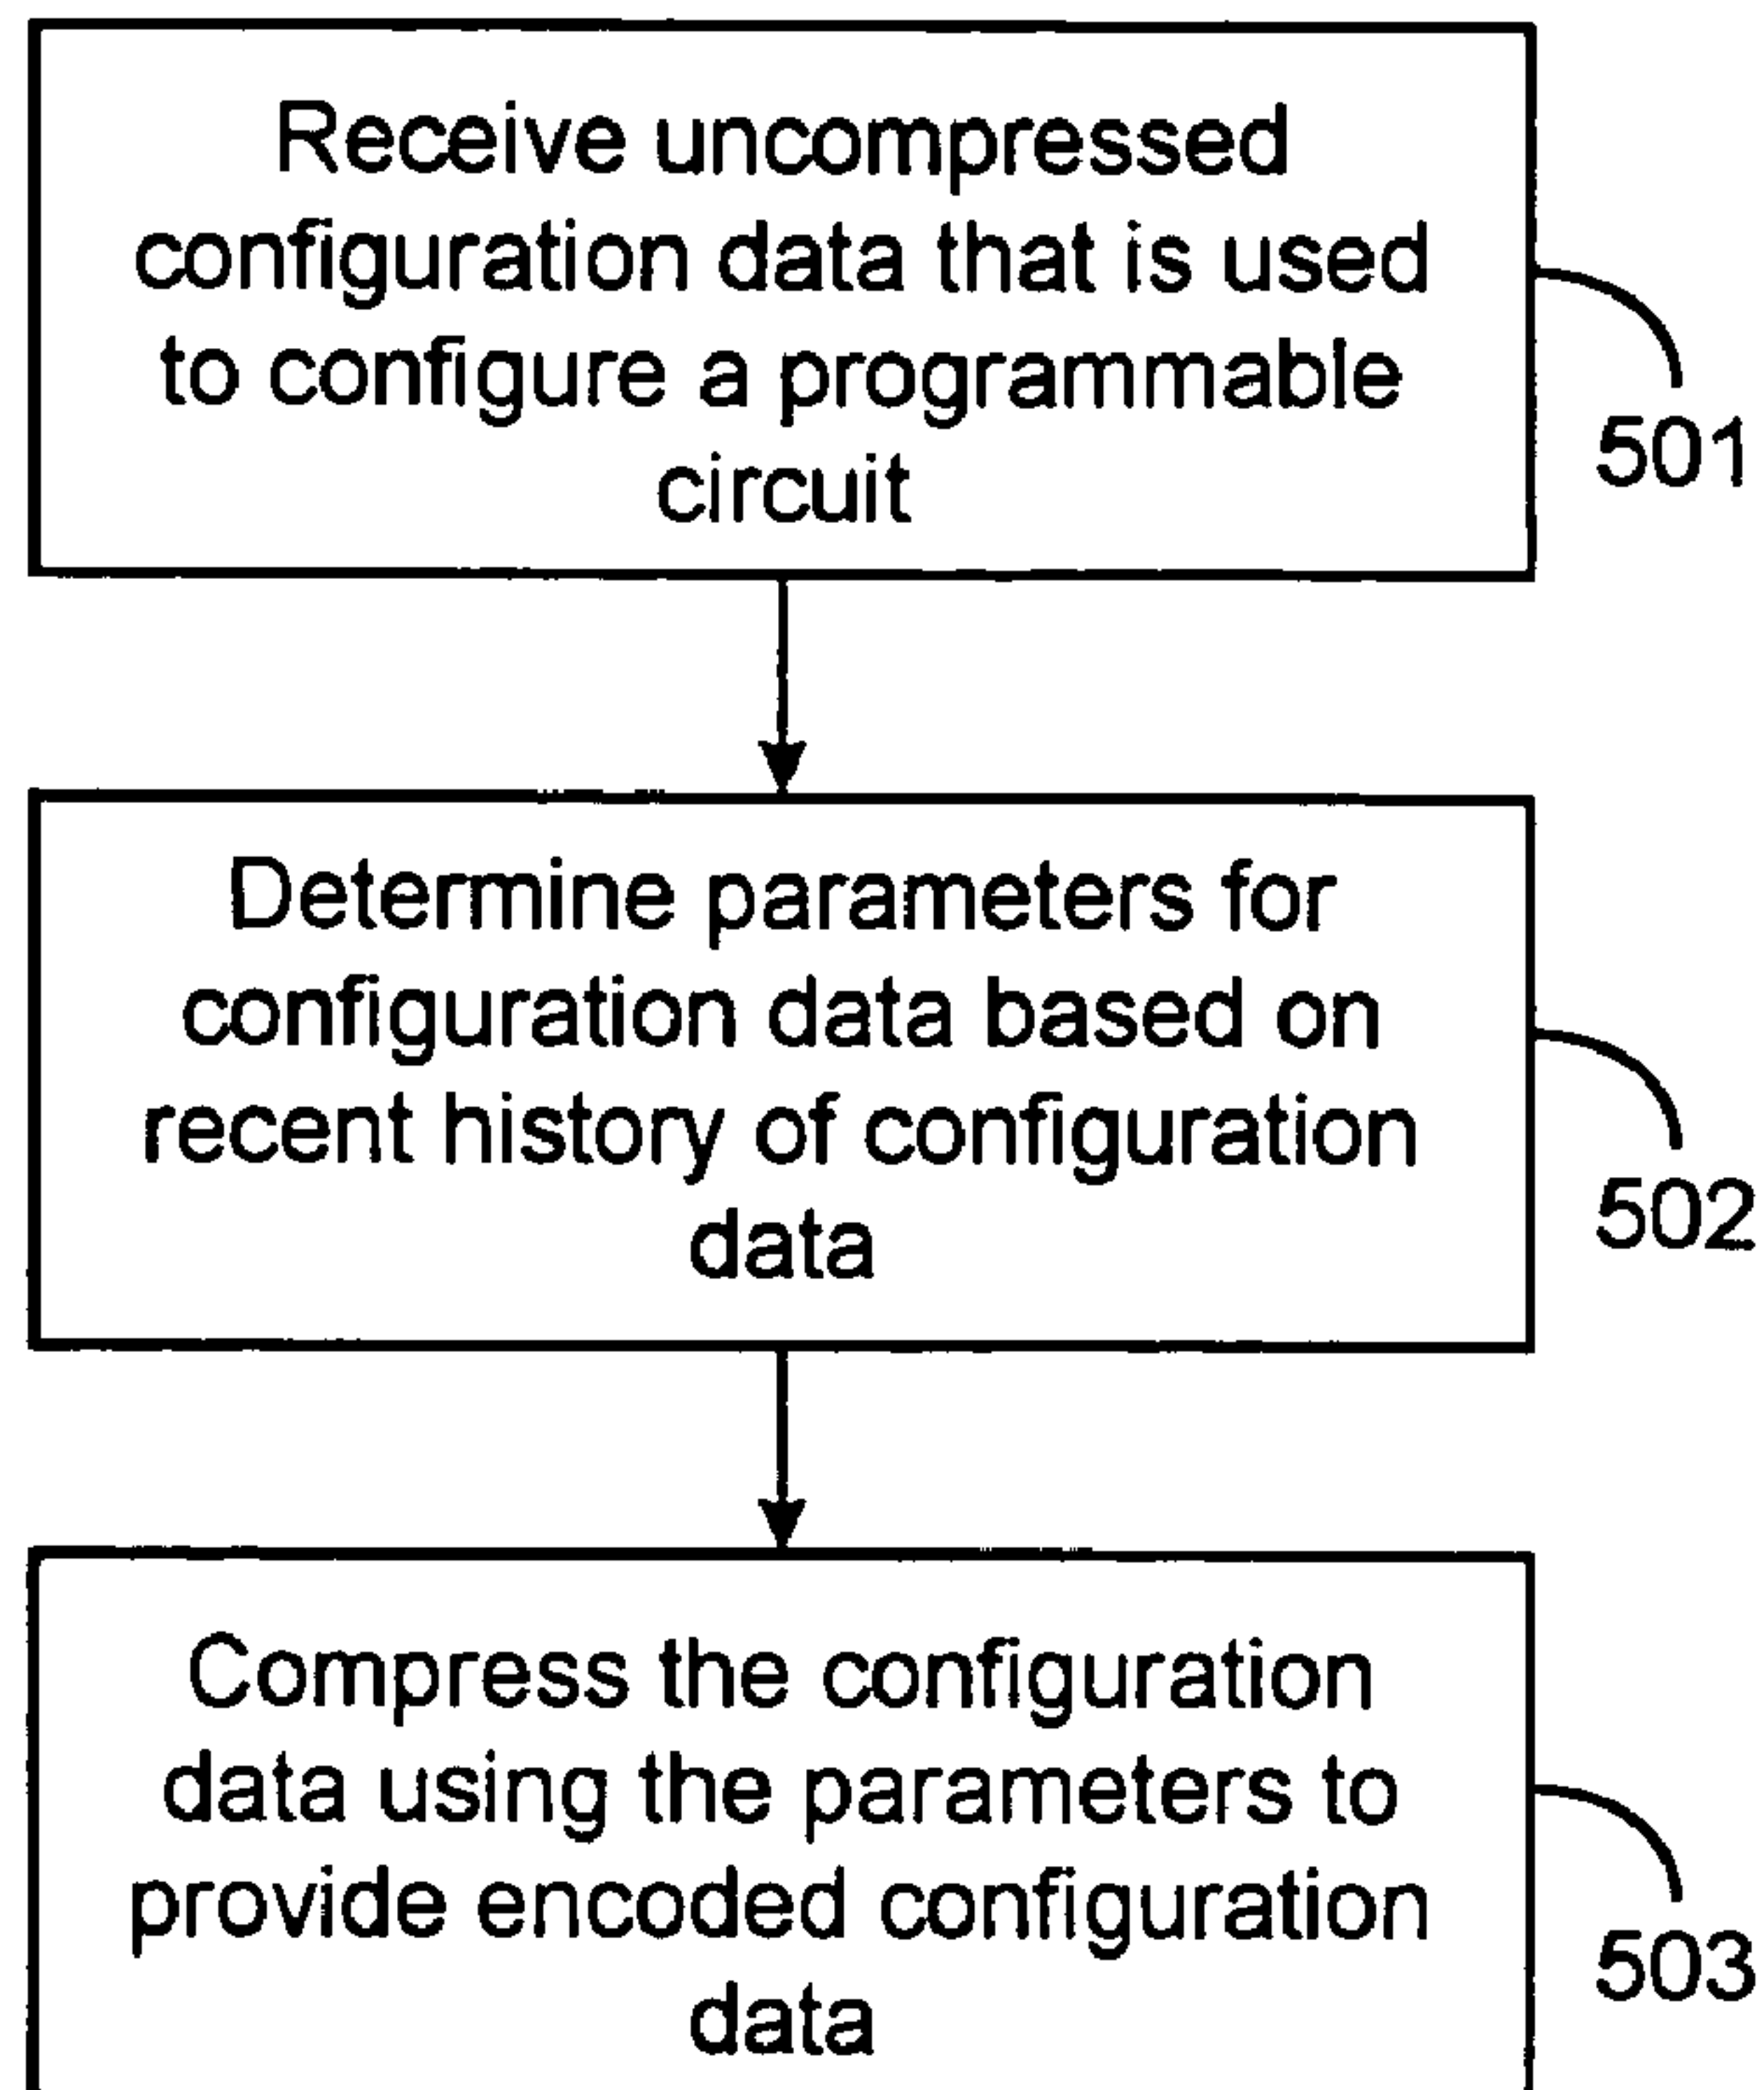 Receive uncompressed
configuration data that is used
to configure a programmable
circuit
501
Determine parameters for
configuration data based on
recent history of configuration
data
502
Compress the configuration
data using the parameters to
provide encoded configuration
data
503